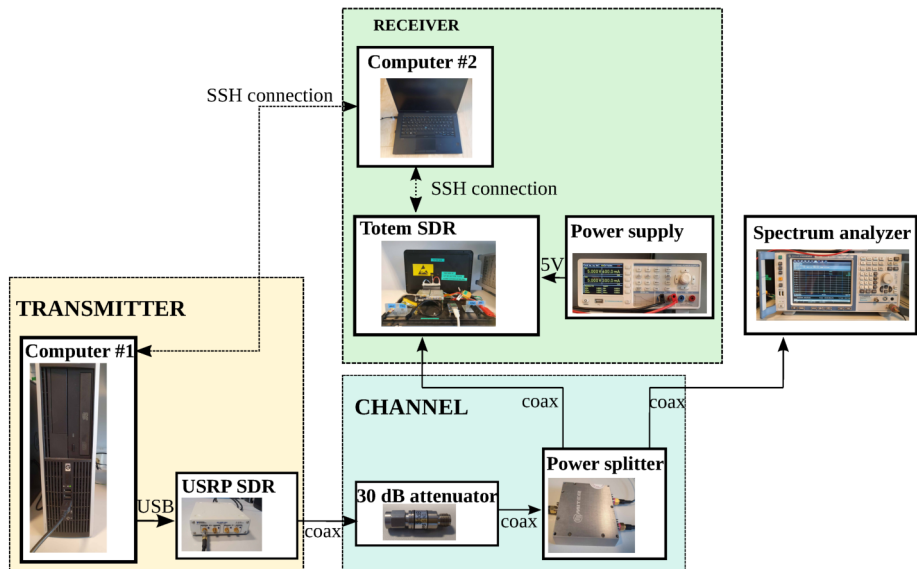 RECEIVER
Computer #2
SSH connection
SSH connection
Totem SDR
Power supply
Spectrum analyzer
5V
TRANSMITTER
Computer #1
coax
coax
CHANNEL
Power splitter
USRP SDR
30 dB attenuator
USB
coax
coax